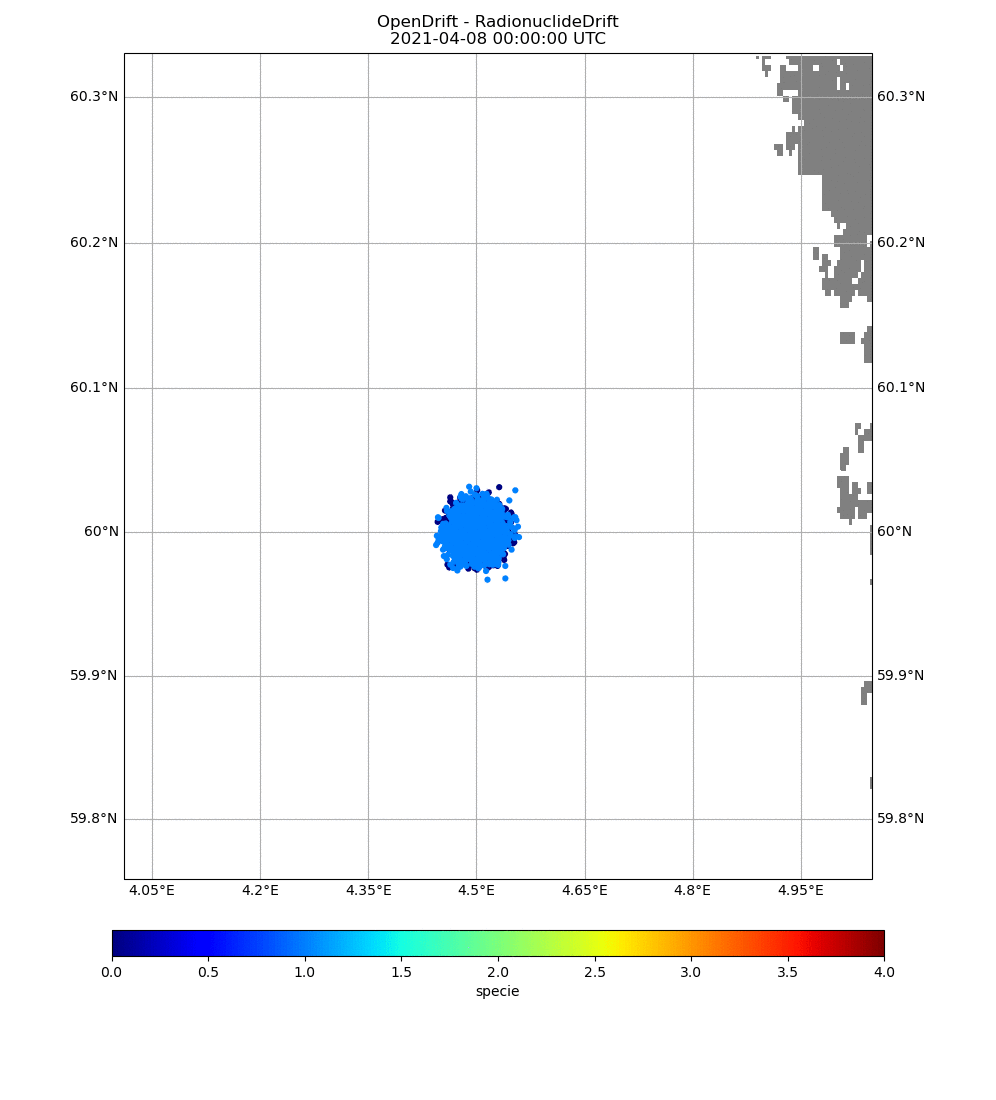 OpenDrift - RadionuclideDrift
2021-04-08 00:00:00 UTC
60.3°N 60.3°N
60.2°N 60.2°N
60.1°N 60.1°N
60°N 60°N
59.9°N 59.9°N
59.8°N 59.8°N
4.05°E 4.2°E 4.35°E 4.5°E 4.65°E 4.8°E 4.95°E
0.0 0.5 1.0 1.5 2.0 2.5 3.0 3.5 4.0
specie